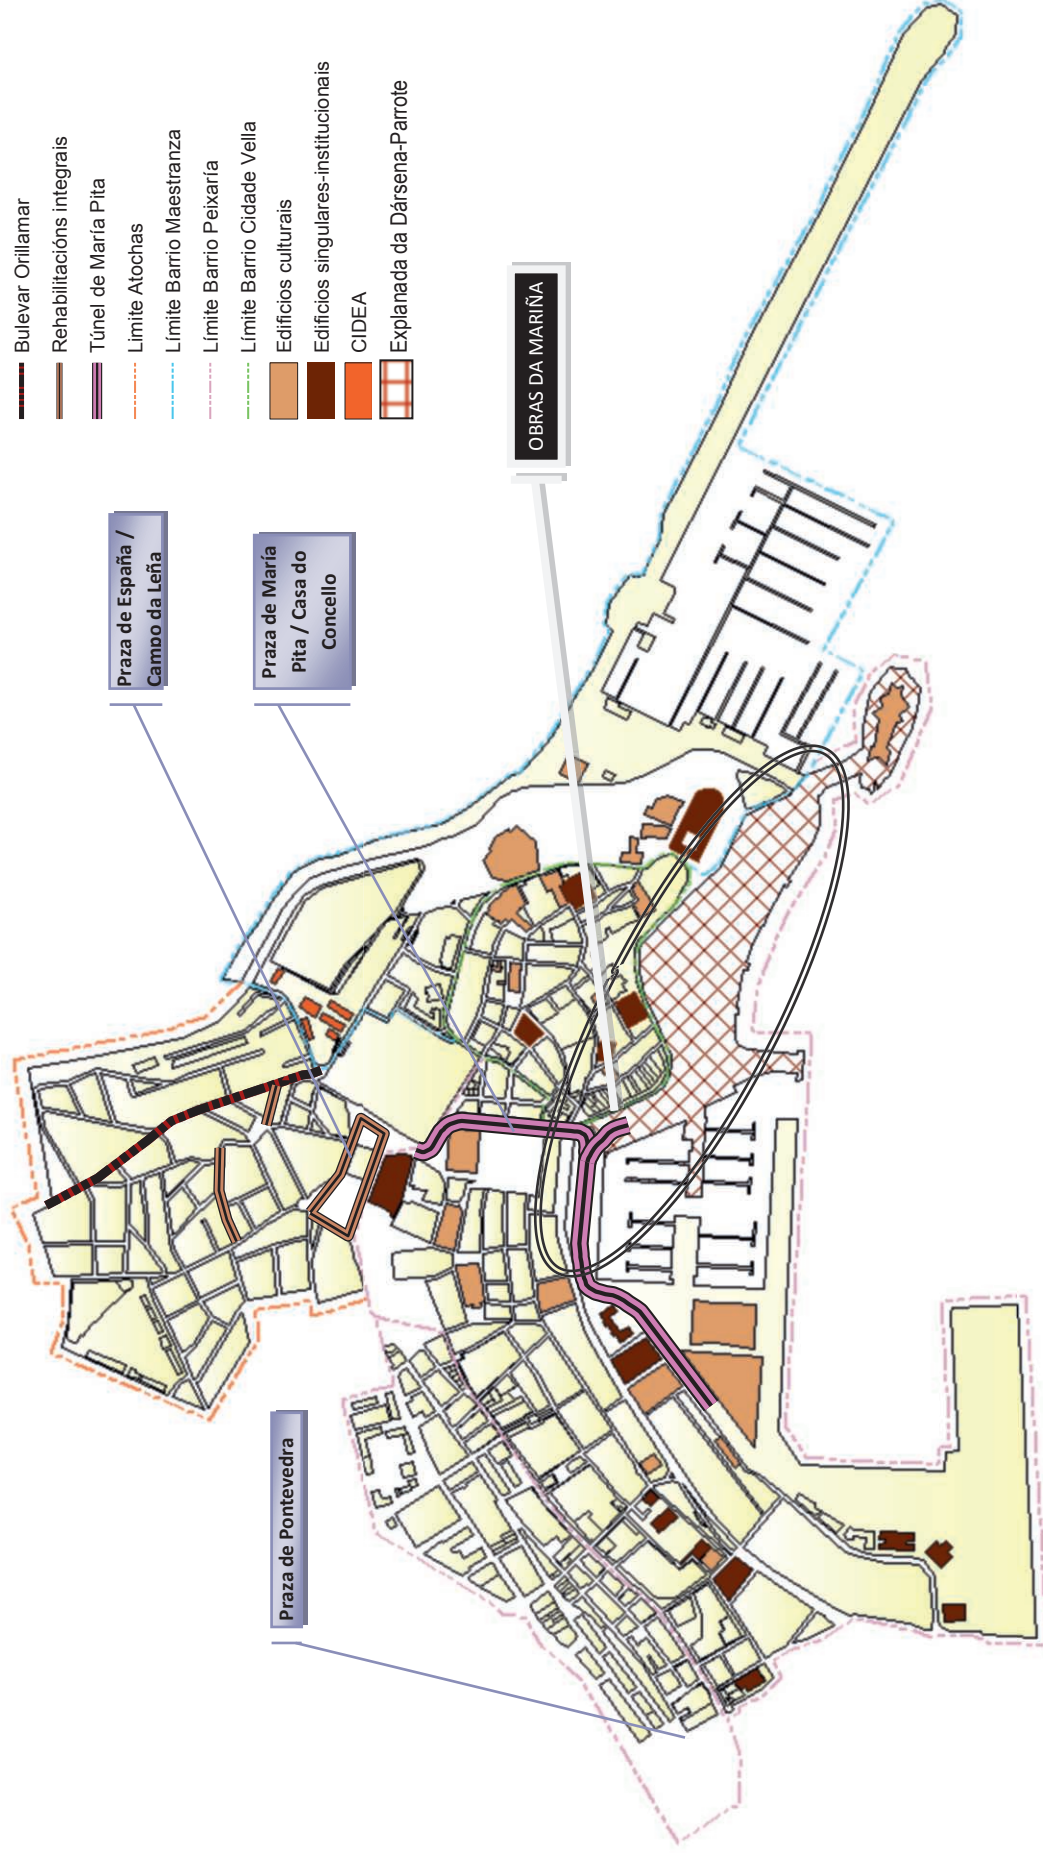 Bulevar Orillamar
Rehabilitacións integrais
Túnel de María Pita
Límite Atochas
Límite Barrio Maestranza
Límite Barrio Peixaría
Límite Barrio Cidade Vella
Edificios culturais
Edificios singulares-institucionais
CIDEA
Explanada da Dársena-Parrote
Praza de España /
Campo da Leña
Praza de María
Pita / Casa do
Concello
OBRAS DA MARIÑA
Praza de Pontevedra